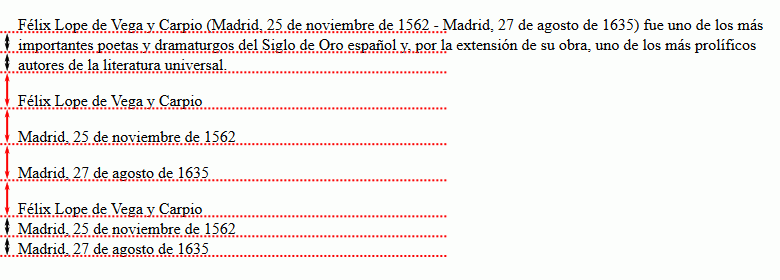 Félix Lope de Vega y Carpio (Madrid, 25 de noviembre de 1562 - Madrid, 27 de agosto de 1635) fue uno de los más
importantes poetas y dramaturgos del Siglo de Oro español y, por la extensión de su obra, uno de los más prolíficos
autores de la literatura universal.
Félix Lope de Vega y Carpio
Madrid, 25 de noviembre de 1562
Madrid, 27 de agosto de 1635
Félix Lope de Vega y Carpio
Madrid, 25 de noviembre de 1562
Madrid, 27 de agosto de 1635